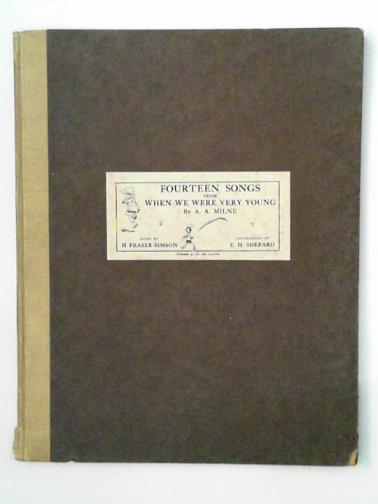 FOURTEEN SONGS
FROM
WHEN WE WERE VERY YOUNG
By A. A. MILNE
MUSIC BY
H. FRASER-SIMSON
DECORATIONS BY
E. H. SHEPARD